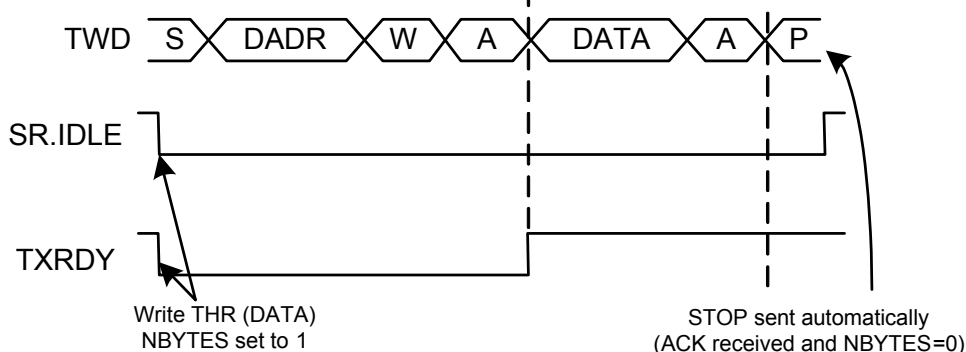 TWD S DADR W A DATA A P
SR.IDLE
TXRDY
Write THR (DATA)
NBYTES set to 1
STOP sent automatically
(ACK received and NBYTES=0)